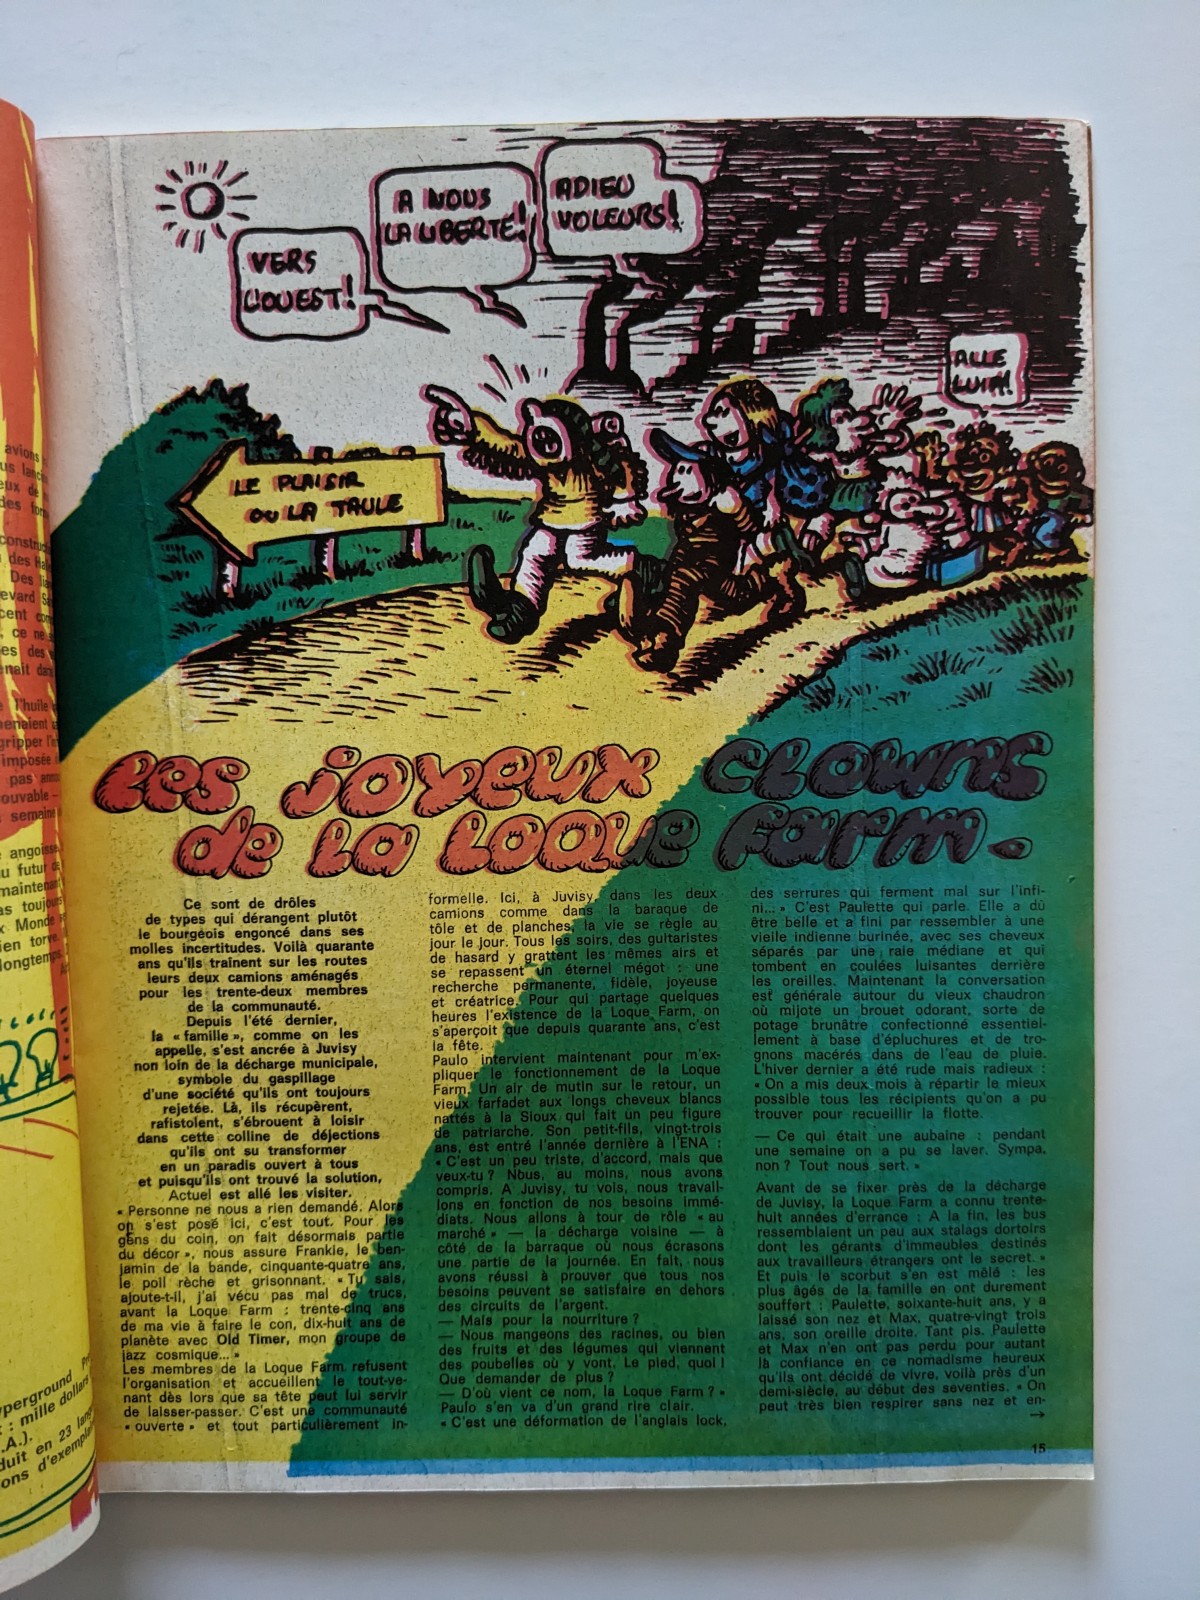 VERS
L'OUEST!
A NOUS
LA LIBERTÉ!
ADIEU
VOLEURS!
ALLE
LUIA!
LE PLAISIR
OU LA TAULE
Les joyeux clowns
de la Loque Farm.
Ce sont de drôles
de types qui dérangent plutôt
le bourgeois engoncé dans ses
molles incertitudes. Voilà quarante
ans qu'ils traînent sur les routes
leurs deux camions aménagés
pour les trente-deux membres
de la communauté.
Depuis l'été dernier,
la « famille », comme on les
appelle, s'est ancrée à Juvisy
non loin de la décharge municipale,
symbole du gaspillage
d'une société qu'ils ont toujours
rejetée. Là, ils récupèrent,
rafistolent, s'ébrouent à loisir
dans cette colline de déjections
qu'ils ont su transformer
en un paradis ouvert à tous
et puisqu'ils ont trouvé la solution,
Actuel est allé les visiter.
« Personne ne nous a rien demandé. Alors
on s'est posé ici, c'est tout. Pour les
gens du coin, on fait désormais partie
du décor », nous assure Frankie, le ben-
jamin de la bande, cinquante-quatre ans,
le poil rèche et grisonnant. « Tu sais,
ajoute-t-il, j'ai vécu pas mal de trucs,
avant la Loque Farm : trente-cinq ans
de ma vie à faire le con, dix-huit ans de
planète avec Old Timer, mon groupe de
jazz cosmique... »
Les membres de la Loque Farm refusent
l'organisation et accueillent le tout-ve-
nant dès lors que sa tête peut lui servir
de laisser-passer. C'est une communauté
« ouverte » et tout particulièrement in-
formelle. Ici, à Juvisy, dans les deux
camions comme dans la baraque de
tôle et de planches, la vie se règle au
jour le jour. Tous les soirs, des guitaristes
de hasard y grattent les mêmes airs et
se repassent un éternel mégot : une
recherche permanente, fidèle, joyeuse
et créatrice. Pour qui partage quelques
heures l'existence de la Loque Farm, on
s'aperçoit que depuis quarante ans, c'est
la fête.
Paulo intervient maintenant pour m'ex-
pliquer le fonctionnement de la Loque
Farm. Un air de mutin sur le retour, un
vieux farfadet aux longs cheveux blancs
nattés à la Sioux qui fait un peu figure
de patriarche. Son petit-fils, vingt-trois
ans, est entré l'année dernière à l'ENA :
« C'est un peu triste, d'accord, mais que
veux-tu ? Nous, au moins, nous avons
compris. A Juvisy, tu vois, nous travail-
lons en fonction de nos besoins immé-
diats. Nous allons à tour de rôle « au
marché » — la décharge voisine — à
côté de la barraque où nous écrasons
une partie de la journée. En fait, nous
avons réussi à prouver que tous nos
besoins peuvent se satisfaire en dehors
des circuits de l'argent.
— Mais pour la nourriture ?
— Nous mangeons des racines, ou bien
des fruits et des légumes qui viennent
des poubelles où y vont. Le pied, quoi !
Que demander de plus ?
— D'où vient ce nom, la Loque Farm ? »
Paulo s'en va d'un grand rire clair.
« C'est une déformation de l'anglais lock,
des serrures qui ferment mal sur l'infi-
ni... » C'est Paulette qui parle. Elle a dû
être belle et a fini par ressembler à une
vieille indienne burinée, avec ses cheveux
séparés par une raie médiane et qui
tombent en coulées luisantes derrière
les oreilles. Maintenant la conversation
est générale autour du vieux chaudron
où mijote un brouet odorant, sorte de
potage brunâtre confectionné essentiel-
lement à base d'épluchures et de tro-
gnons macérés dans de l'eau de pluie.
L'hiver dernier a été rude mais radieux :
« On a mis deux mois à répartir le mieux
possible tous les récipients qu'on a pu
trouver pour recueillir la flotte.
— Ce qui était une aubaine : pendant
une semaine on a pu se laver. Sympa,
non ? Tout nous sert. »
Avant de se fixer près de la décharge
de Juvisy, la Loque Farm a connu trente-
huit années d'errance : A la fin, les bus
ressemblaient un peu aux stalags dortoirs
dont les gérants d'immeubles destinés
aux travailleurs étrangers ont le secret. »
Et puis le scorbut s'en est mêlé : les
plus âgés de la famille en ont durement
souffert : Paulette, soixante-huit ans, y a
laissé son nez et Max, quatre-vingt trois
ans, son oreille droite. Tant pis. Paulette
et Max n'en ont pas perdu pour autant
là confiance en ce nomadisme heureux
qu'ils ont décidé de vivre, voilà près d'un
demi-siècle, au début des seventies. « On
peut très bien respirer sans nez et en-
→
15